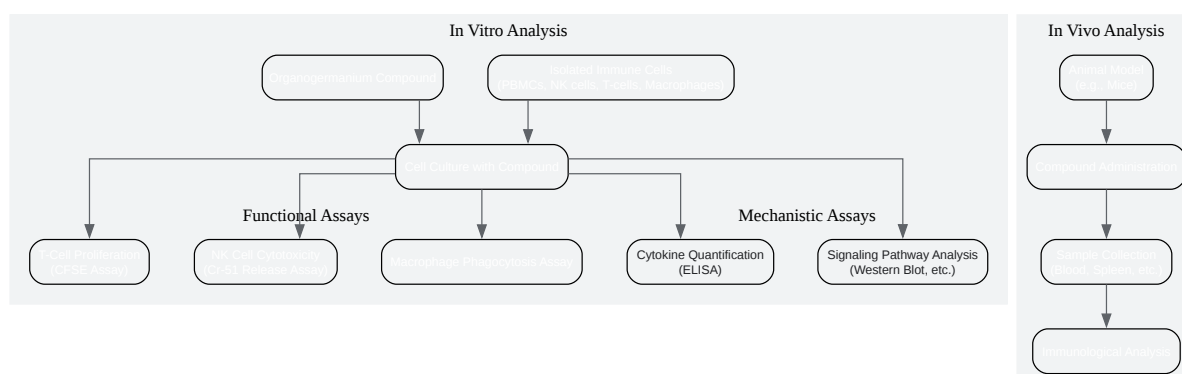 In Vitro Analysis
In Vivo Analysis
Organogermanium Compound
Isolated Immune Cells
(PBMCs, NK cells, T-cells, Macrophages)
Animal Model
(e.g., Mice)
Cell Culture with Compound
Compound Administration
Functional Assays
Mechanistic Assays
T-Cell Proliferation
(CFSE Assay)
NK Cell Cytotoxicity
(Cr-51 Release Assay)
Macrophage Phagocytosis Assay
Cytokine Quantification
(ELISA)
Signaling Pathway Analysis
(Western Blot, etc.)
Sample Collection
(Blood, Spleen, etc.)
Immunological Analysis